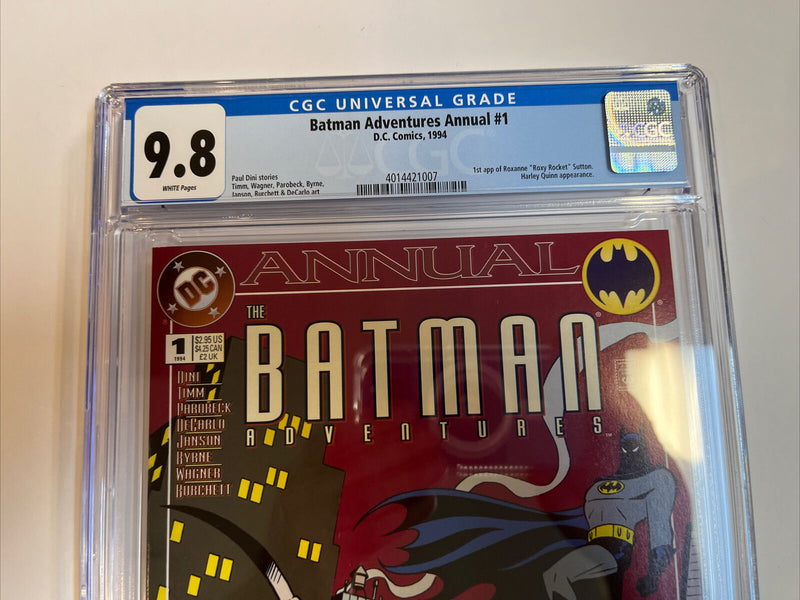 CGC UNIVERSAL GRADE
9.8
WHITE Pages
Batman Adventures Annual #1
D.C. Comics, 1994
Paul Dini stories
Timm, Wagner, Parobeck, Byrne,
Janson, Burchett & DeCarlo art
4014421007
1st app of Roxanne "Roxy Rocket" Sutton.
Harley Quinn appearance.
CGC
CGC
DC
ANNUAL
THE
BATMAN
ADVENTURES
1
1994
$2.95 US
$4.25 CAN
£2 UK
DINI
TIMM
PAROBECK
DECARLO
JANSON
BYRNE
WAGNER
BURCHETT